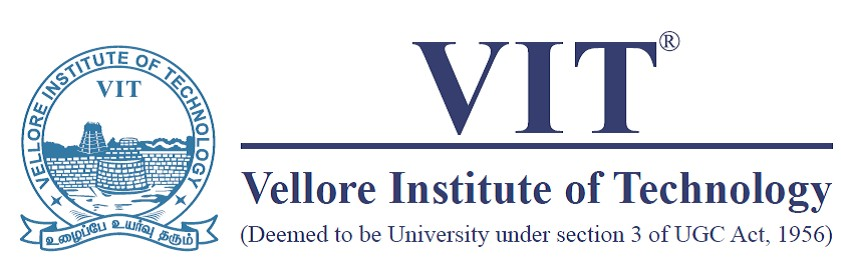 VELLORE INSTITUTE OF TECHNOLOGY
VIT
உழைப்பே உயர்வு தரும்
VIT®
Vellore Institute of Technology
(Deemed to be University under section 3 of UGC Act, 1956)